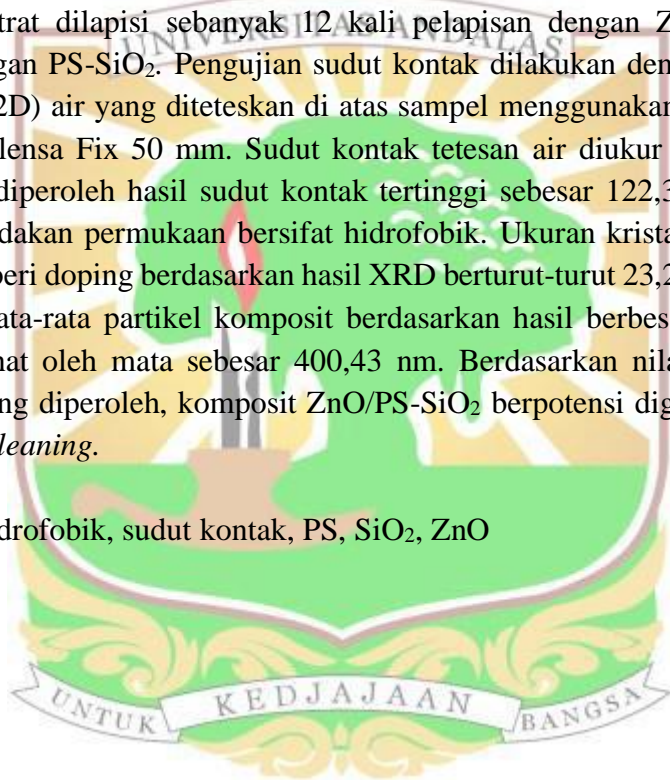 trat dilapisi sebanyak 12 kali pelapisan dengan Z
UNIVERSITAS ANDALAS
gan PS-SiO₂. Pengujian sudut kontak dilakukan den
2D) air yang diteteskan di atas sampel menggunakan
lensa Fix 50 mm. Sudut kontak tetesan air diukur
diperoleh hasil sudut kontak tertinggi sebesar 122,3
dakan permukaan bersifat hidrofobik. Ukuran krista
beri doping berdasarkan hasil XRD berturut-turut 23,2
ata-rata partikel komposit berdasarkan hasil berbes
hat oleh mata sebesar 400,43 nm. Berdasarkan nila
ng diperoleh, komposit ZnO/PS-SiO₂ berpotensi dig
leaning.
drofobik, sudut kontak, PS, SiO₂, ZnO
UNTUK KEDJAJAAN BANGSA